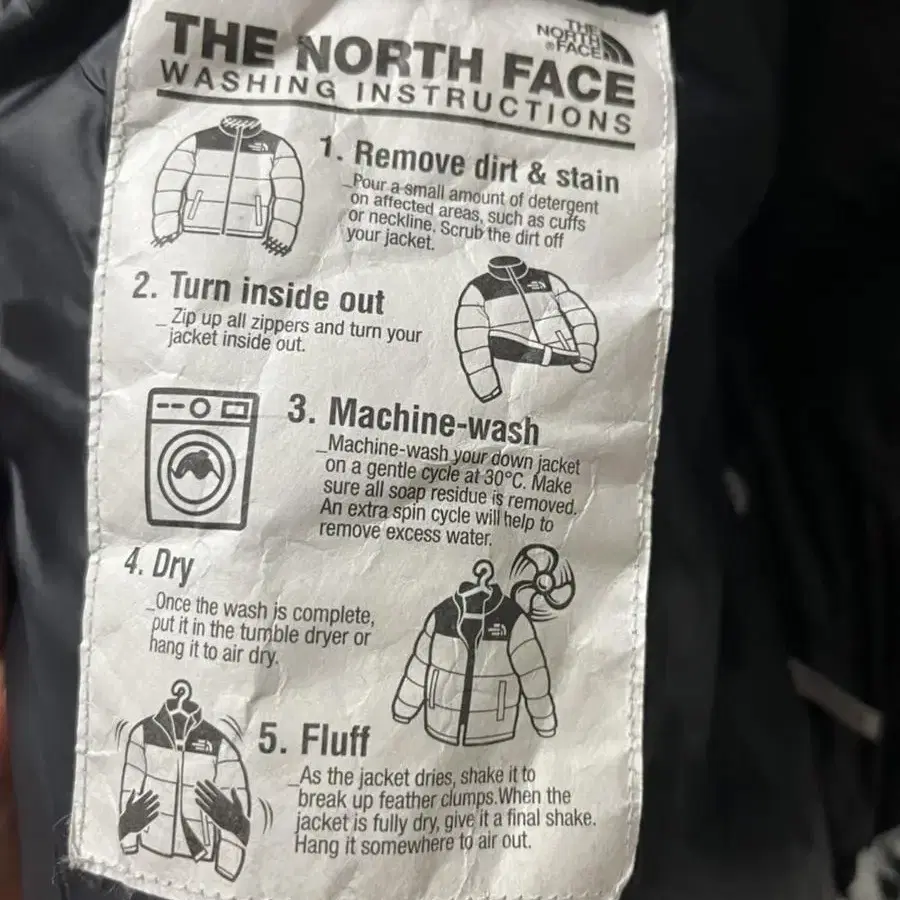 THE
NORTH
®FACE
THE NORTH FACE
WASHING INSTRUCTIONS
1. Remove dirt & stain
_Pour a small amount of detergent
on affected areas, such as cuffs
or neckline. Scrub the dirt off
your jacket.
2. Turn inside out
_Zip up all zippers and turn your
jacket inside out.
3. Machine-wash
_Machine-wash your down jacket
on a gentle cycle at 30°C. Make
sure all soap residue is removed.
An extra spin cycle will help to
remove excess water.
4. Dry
_Once the wash is complete,
put it in the tumble dryer or
hang it to air dry.
5. Fluff
_As the jacket dries, shake it to
break up feather clumps.When the
jacket is fully dry, give it a final shake.
Hang it somewhere to air out.